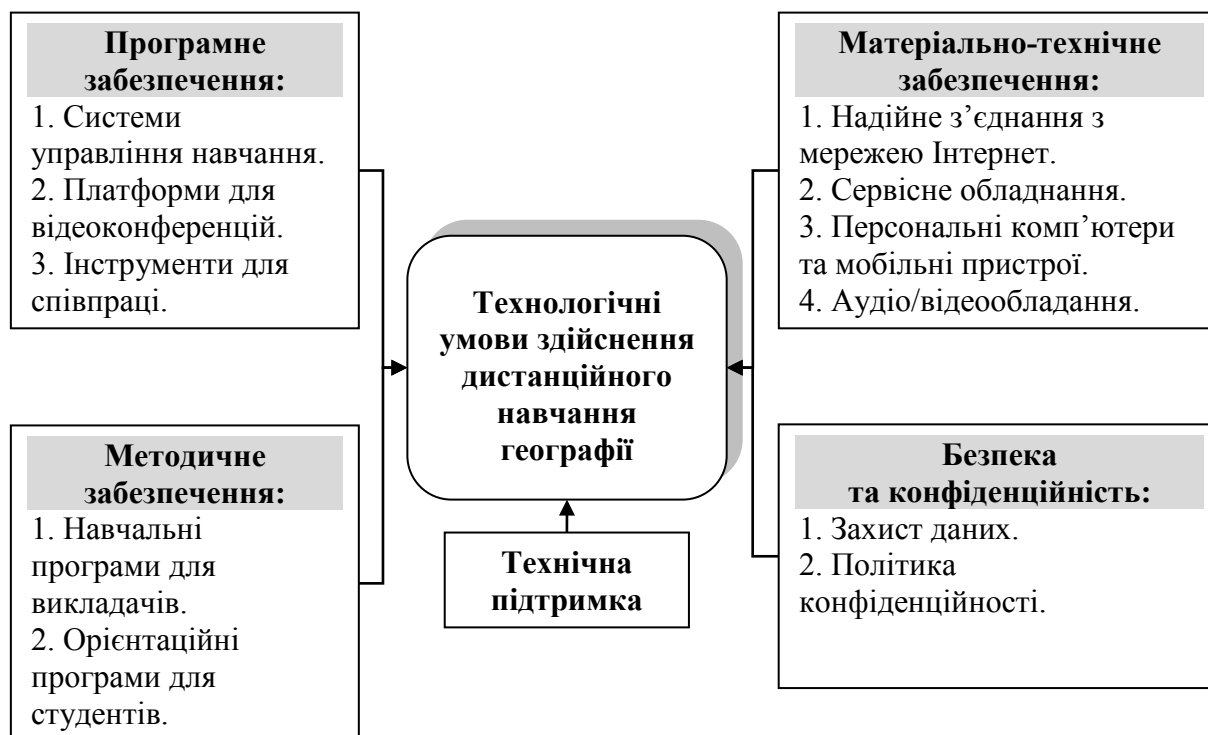 Програмне
забезпечення:
1. Системи
управління навчання.
2. Платформи для
відеоконференцій.
3. Інструменти для
співпраці.
Матеріально-технічне
забезпечення:
1. Надійне з’єднання з
мережею Інтернет.
2. Сервісне обладнання.
3. Персональні комп’ютери
та мобільні пристрої.
4. Аудіо/відеообладання.
Технологічні
умови здійснення
дистанційного
навчання
географії
Методичне
забезпечення:
1. Навчальні
програми для
викладачів.
2. Орієнтаційні
програми для
студентів.
Технічна
підтримка
Безпека
та конфіденційність:
1. Захист даних.
2. Політика
конфіденційності.